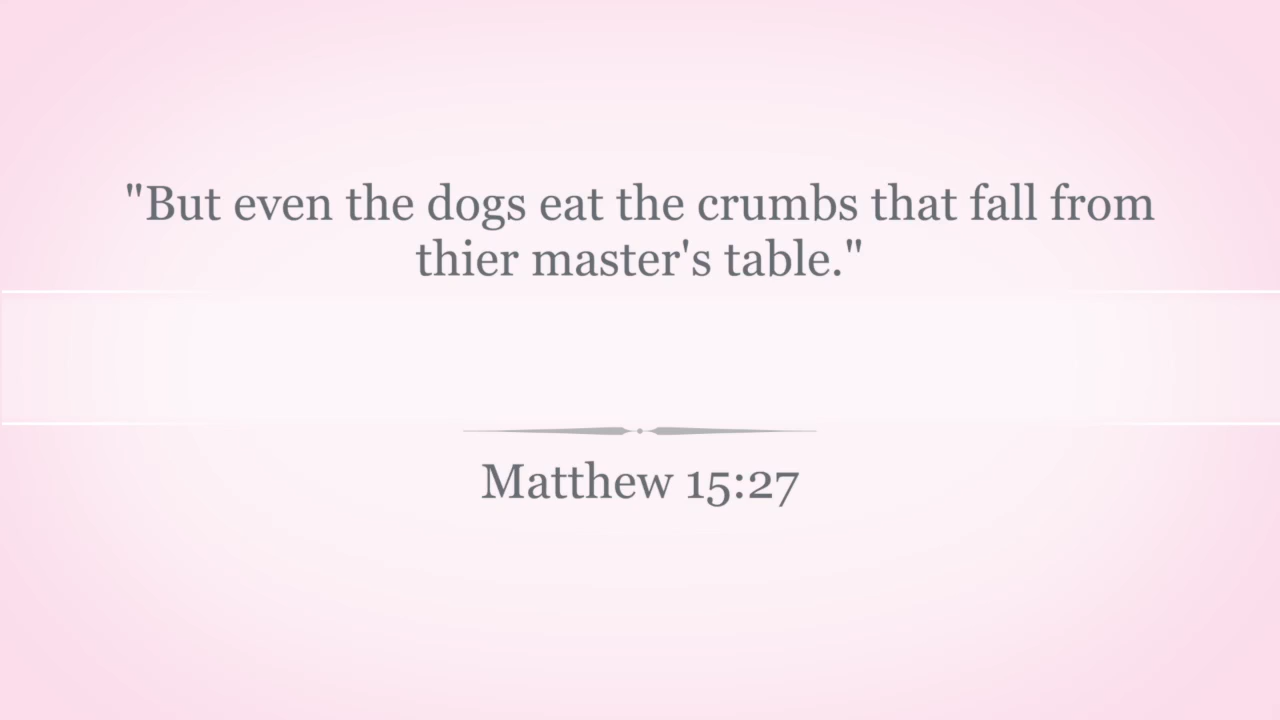 "But even the dogs eat the crumbs that fall from
thier master's table."
Matthew 15:27